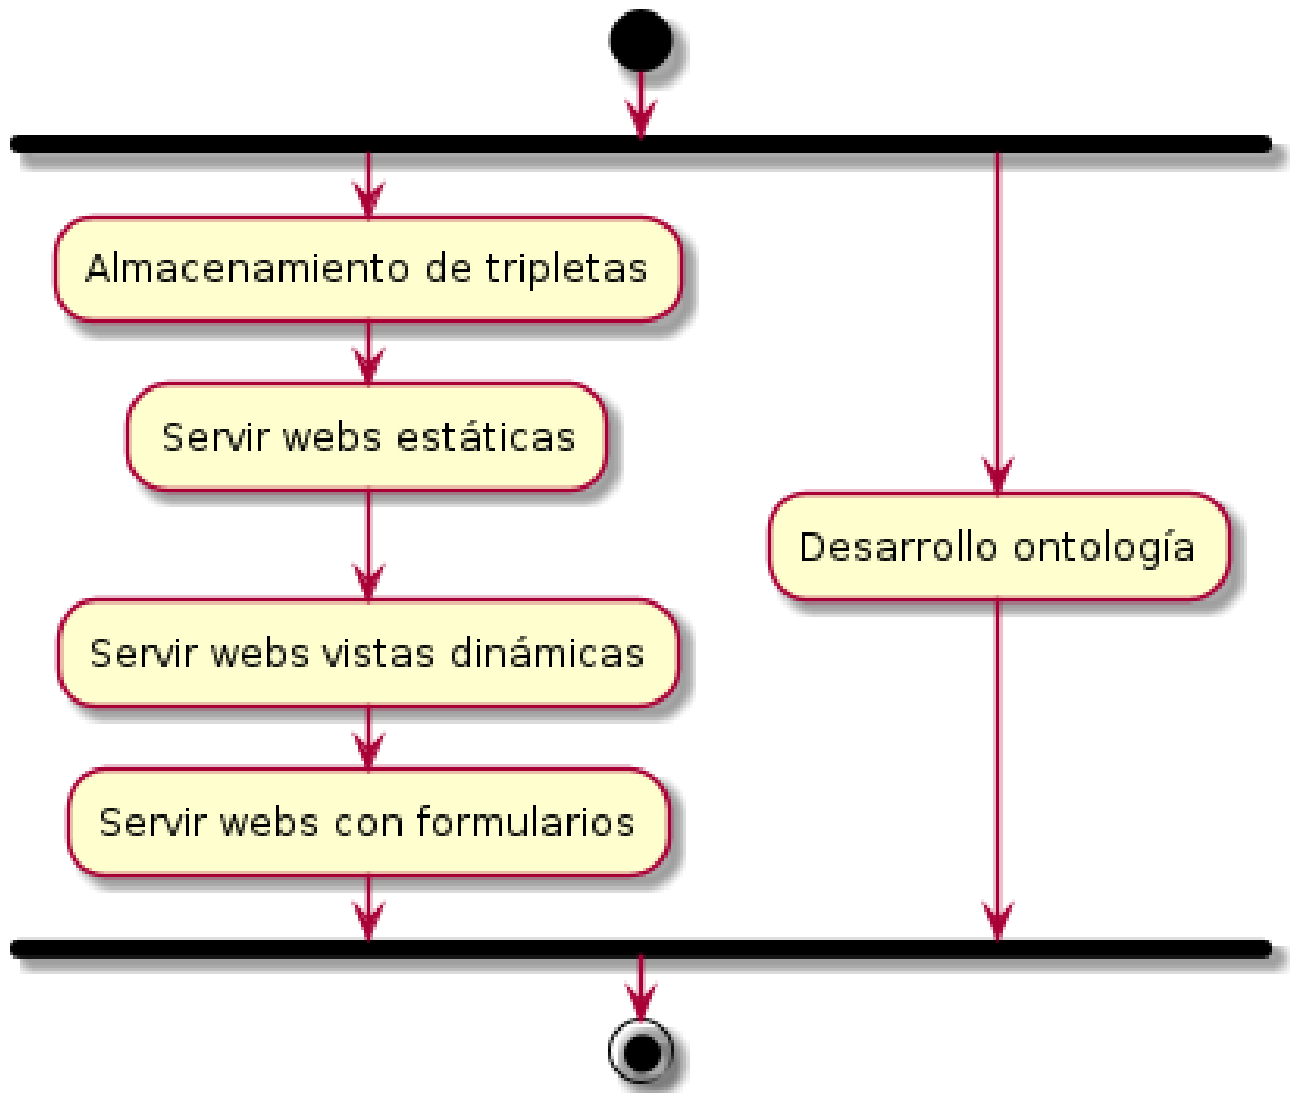 Almacenamiento de tripletas
Servir webs estáticas
Desarrollo ontología
Servir webs vistas dinámicas
Servir webs con formularios